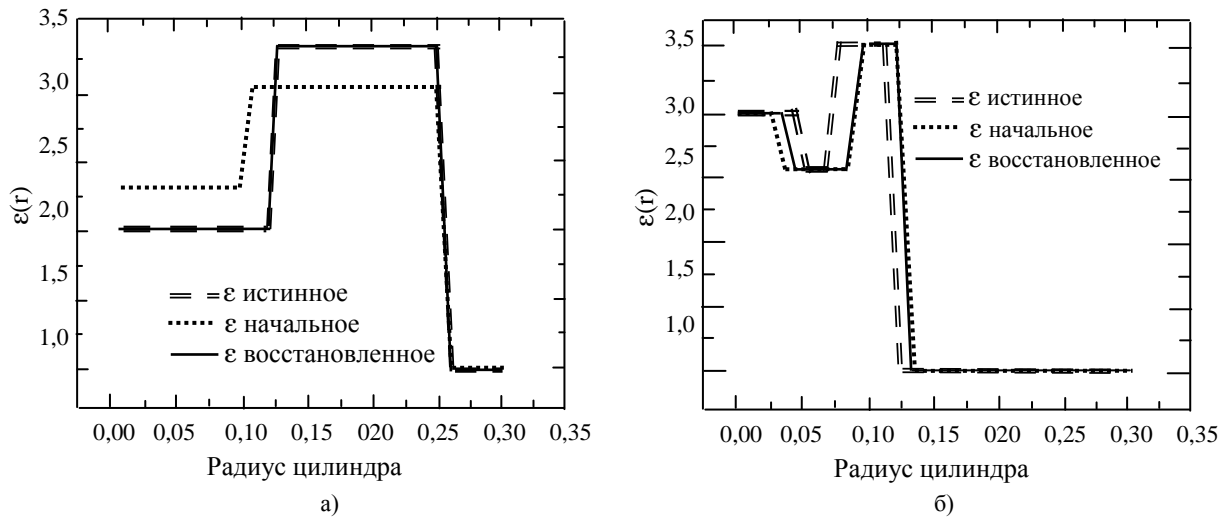 3,5
3,0
2,5
2,0
1,5
1,0
ε(r)
ε истинное
ε начальное
ε восстановленное
0,00 0,05 0,10 0,15 020 0,25 0,30 0,35
Радиус цилиндра
а)
3,5
3,0
2,5
2,0
1,5
1,0
ε(r)
ε истинное
ε начальное
ε восстановленное
0,00 0,05 0,10 0,15 020 0,25 0,30 0,35
Радиус цилиндра
б)